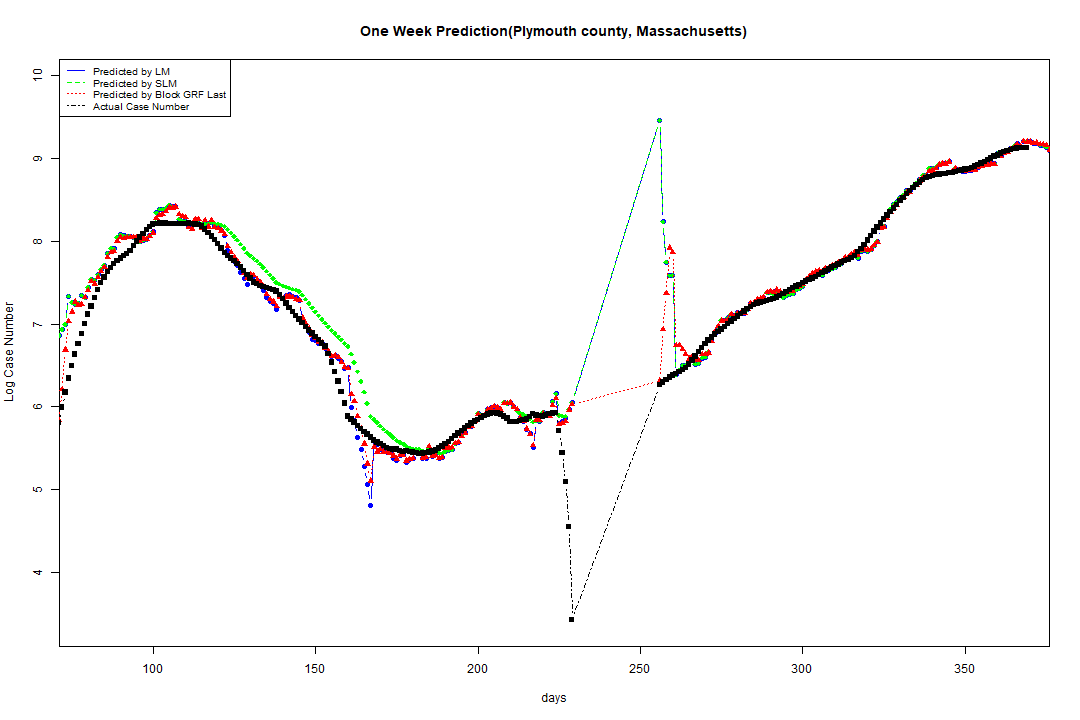 One Week Prediction(Plymouth county, Massachusetts)
Predicted by LM
Predicted by SLM
Predicted by Block GRF Last
Actual Case Number
10
9
8
7
6
5
4
Log Case Number
100 150 200 250 300 350
days